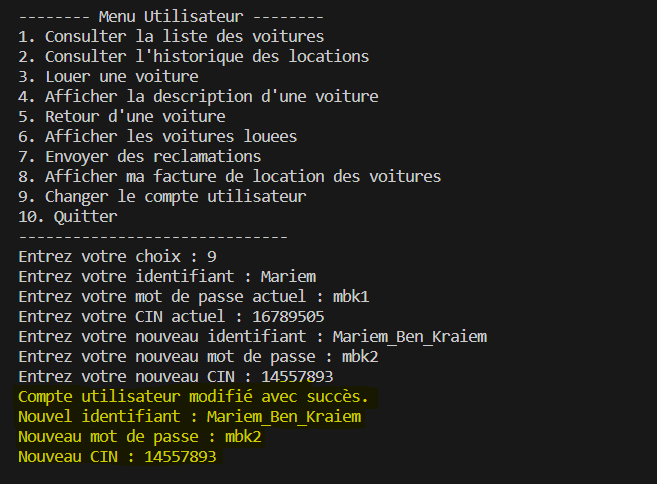 -------- Menu Utilisateur --------
1. Consulter la liste des voitures
2. Consulter l'historique des locations
3. Louer une voiture
4. Afficher la description d'une voiture
5. Retour d'une voiture
6. Afficher les voitures louees
7. Envoyer des reclamations
8. Afficher ma facture de location des voitures
9. Changer le compte utilisateur
10. Quitter
------------------------------
Entrez votre choix : 9
Entrez votre identifiant : Mariem
Entrez votre mot de passe actuel : mbk1
Entrez votre CIN actuel : 16789505
Entrez votre nouveau identifiant : Mariem_Ben_Kraiem
Entrez votre nouveau mot de passe : mbk2
Entrez votre nouveau CIN : 14557893
Compte utilisateur modifié avec succès.
Nouvel identifiant : Mariem_Ben_Kraiem
Nouveau mot de passe : mbk2
Nouveau CIN : 14557893